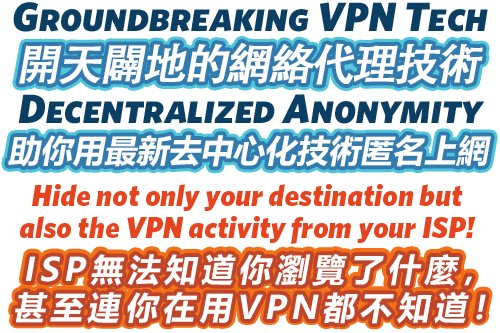 GROUNDBREAKING VPN TECH
開天闢地的網絡代理技術
DECENTRALIZED ANONYMITY
助你用最新去中心化技術匿名上網
Hide not only your destination but
also the VPN activity from your ISP!
ISP無法知道你瀏覽了什麼,
甚至連你在用VPN都不知道!